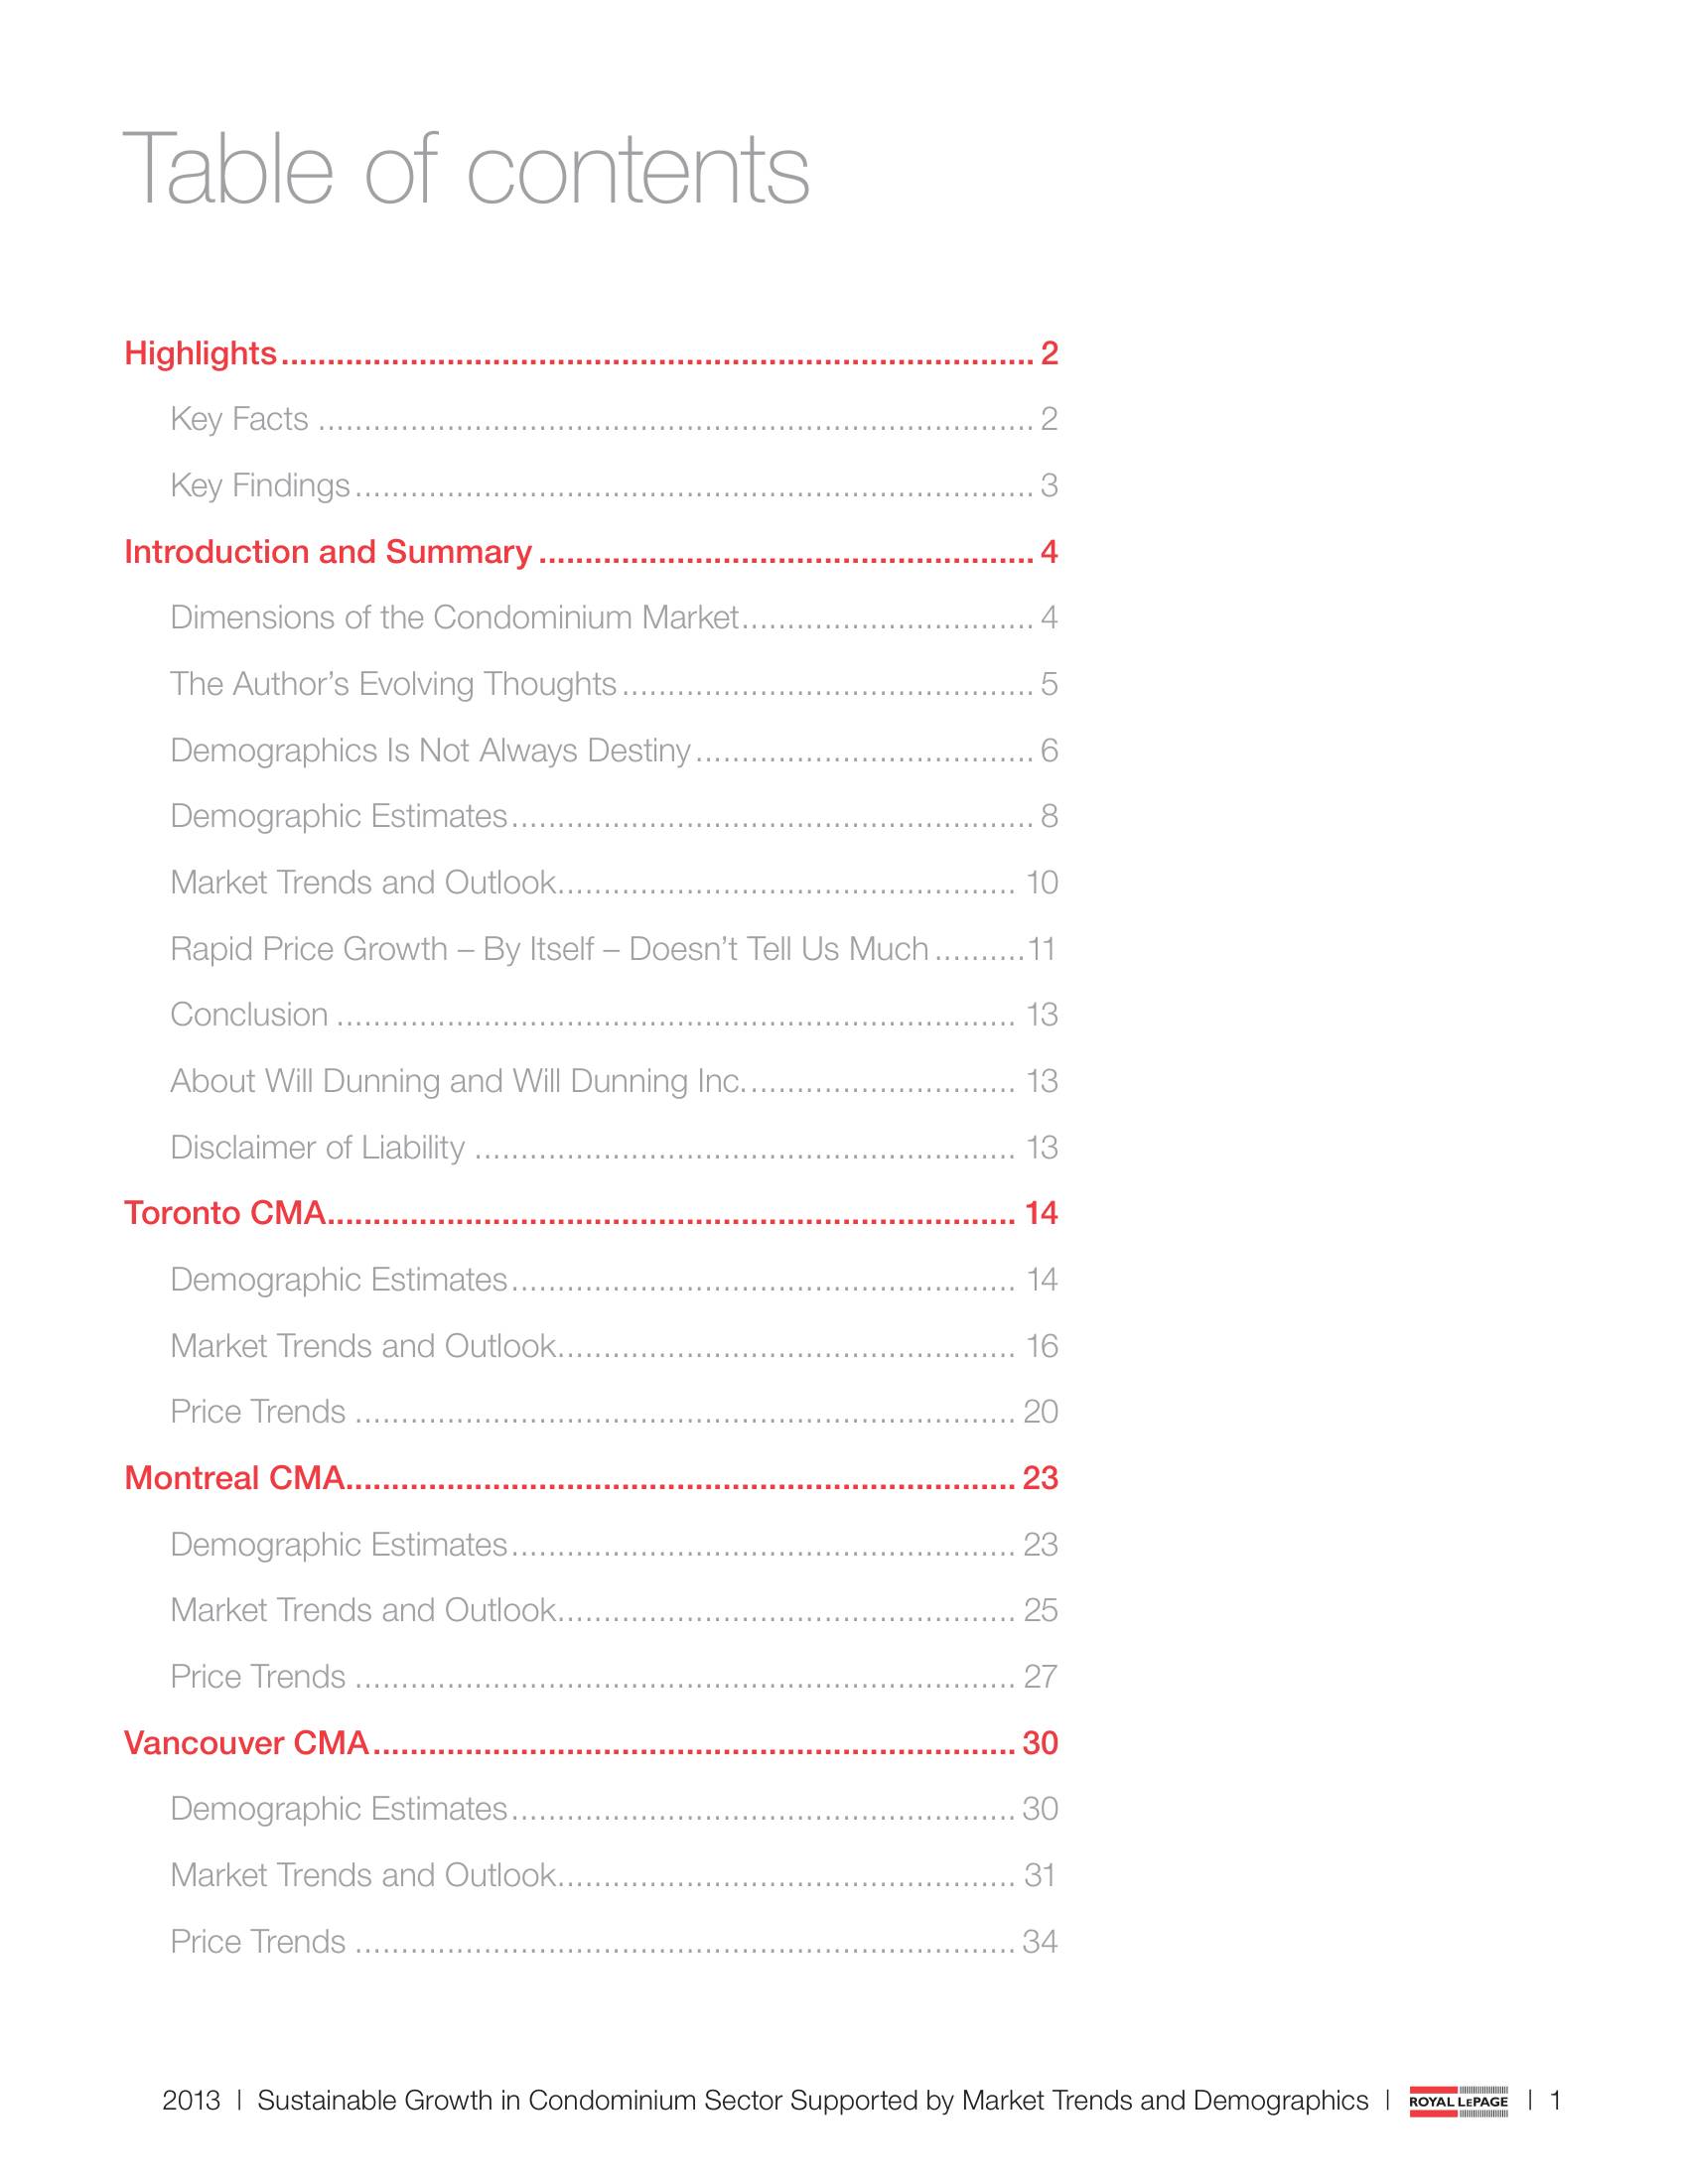 Table of contents
Highlights.................................................................................. 2
Key Facts .............................................................................. 2
Key Findings.......................................................................... 3
Introduction and Summary...................................................... 4
Dimensions of the Condominium Market................................ 4
The Author’s Evolving Thoughts............................................. 5
Demographics Is Not Always Destiny..................................... 6
Demographic Estimates......................................................... 8
Market Trends and Outlook.................................................. 10
Rapid Price Growth – By Itself – Doesn’t Tell Us Much..........11
Conclusion .......................................................................... 13
About Will Dunning and Will Dunning Inc.............................. 13
Disclaimer of Liability ........................................................... 13
Toronto CMA........................................................................... 14
Demographic Estimates....................................................... 14
Market Trends and Outlook.................................................. 16
Price Trends ........................................................................ 20
Montreal CMA......................................................................... 23
Demographic Estimates....................................................... 23
Market Trends and Outlook.................................................. 25
Price Trends ........................................................................ 27
Vancouver CMA...................................................................... 30
Demographic Estimates....................................................... 30
Market Trends and Outlook.................................................. 31
Price Trends ........................................................................ 34
2013 | Sustainable Growth in Condominium Sector Supported by Market Trends and Demographics | ROYAL LEPAGE | 1